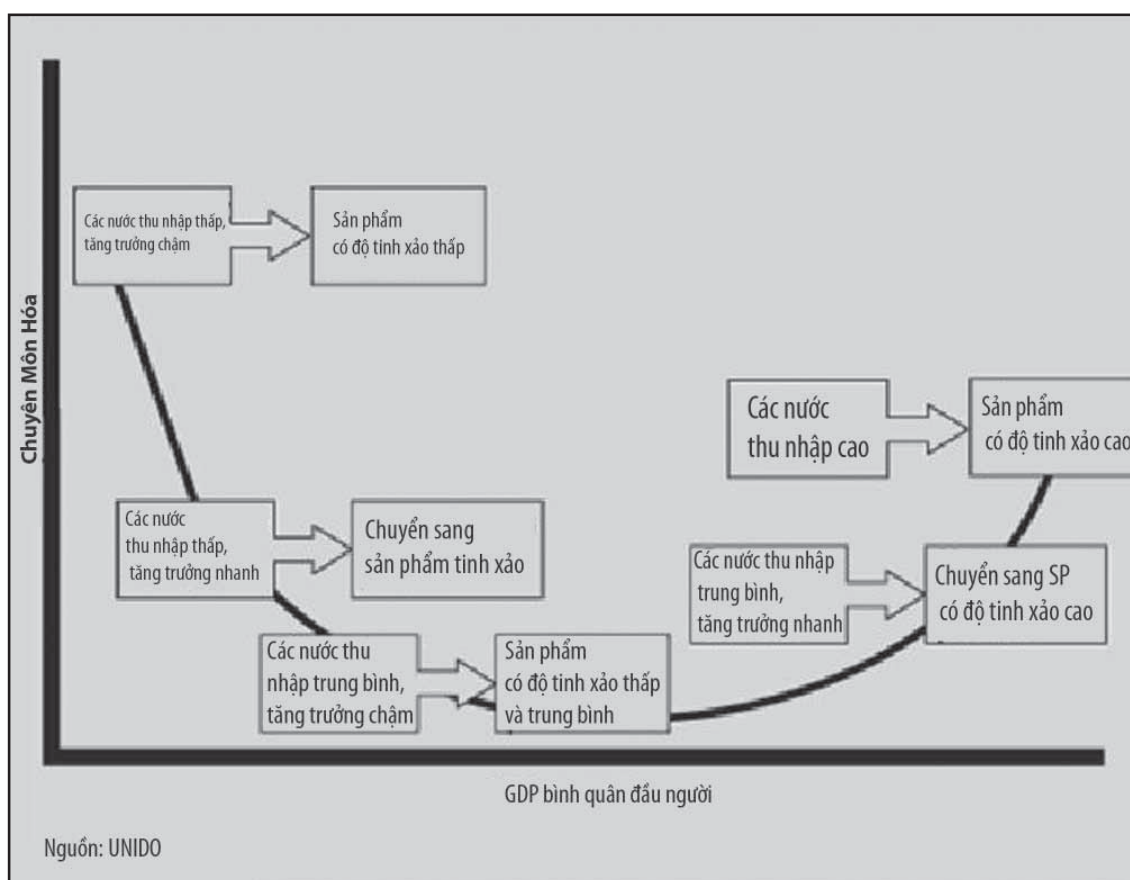 Chuyên Môn Hóa
Các nước thu nhập thấp,
tăng trưởng chậm
Sản phẩm
có độ tinh xảo thấp
Các nước
thu nhập cao
Sản phẩm
có độ tinh xảo cao
Các nước
thu nhập thấp,
tăng trưởng nhanh
Chuyển sang
sản phẩm tinh xảo
Các nước thu nhập
trung bình,
tăng trưởng nhanh
Chuyển sang SP
có độ tinh xảo cao
Các nước thu
nhập trung bình,
tăng trưởng chậm
Sản phẩm
có độ tinh xảo thấp
và trung bình
GDP bình quân đầu người
Nguồn: UNIDO